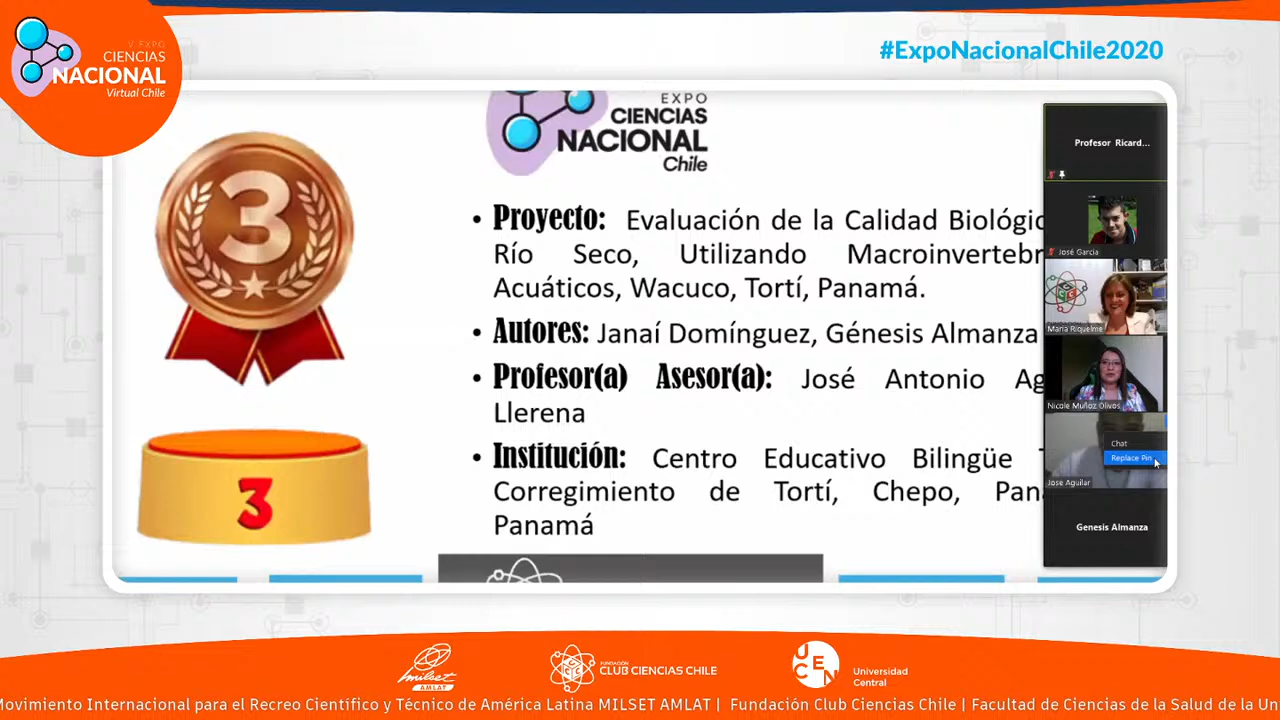 V EXPO
CIENCIAS
NACIONAL
Virtual Chile
#ExpoNacionalChile2020
3
EXPO
CIENCIAS
NACIONAL
Chile
• Proyecto: Evaluación de la Calidad Biológic
Río Seco, Utilizando Macroinvertebr
Acuáticos, Wacuco, Tortí, Panamá.
• Autores: Janaí Domínguez, Génesis Almanza
• Profesor(a) Asesor(a): José Antonio Ag
Llerena
• Institución: Centro Educativo Bilingüe T
Corregimiento de Tortí, Chepo, Pan
Panamá
3
Profesor Ricard...
José García
Maria Riquelme
Nicole Muñoz Olivos
Chat
Replace Pin
Jose Aguilar
Genesis Almanza
milset
AMLAT
FUNDACIÓN
CLUB CIENCIAS CHILE
UCEN
Universidad
Central
Movimiento Internacional para el Recreo Científico y Técnico de América Latina MILSET AMLAT | Fundación Club Ciencias Chile | Facultad de Ciencias de la Salud de la Un